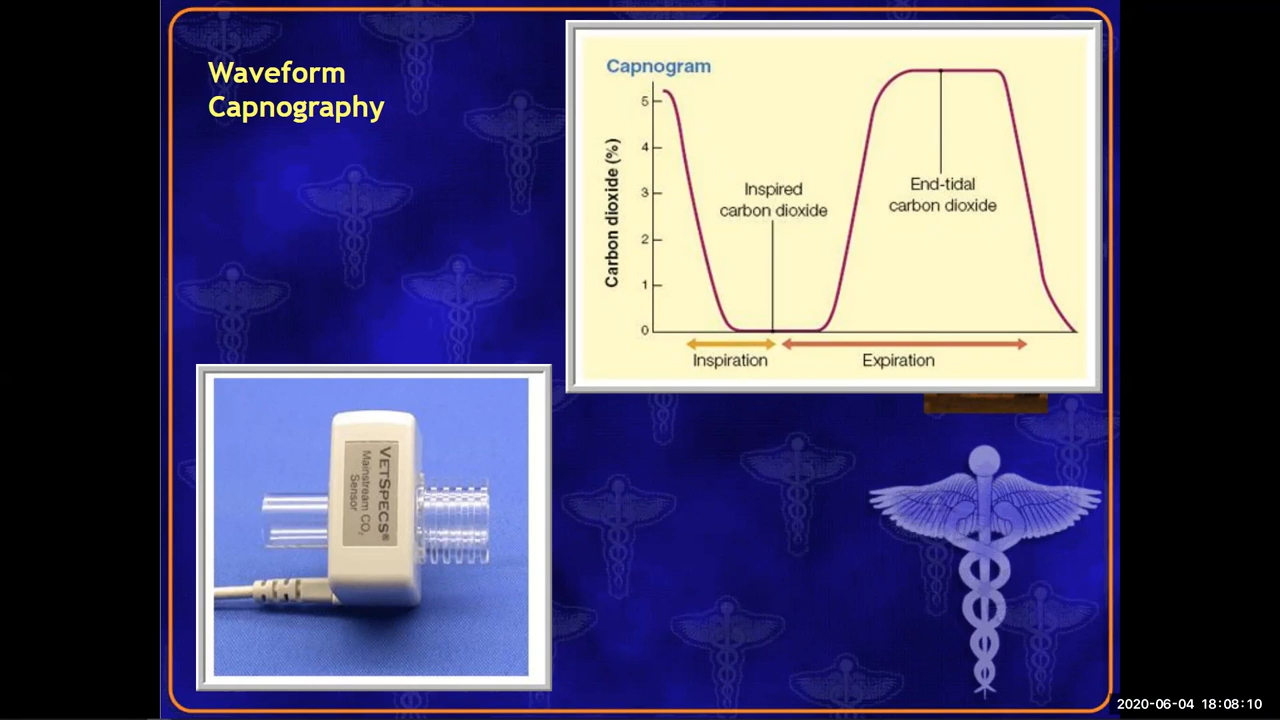 Waveform
Capnography
Capnogram
Carbon dioxide (%)
5
4
3
2
1
0
Inspired
carbon dioxide
End-tidal
carbon dioxide
Inspiration
Expiration
VETSPECS®
Mainstream CO₂
Sensor
2020-06-04 18:08:10